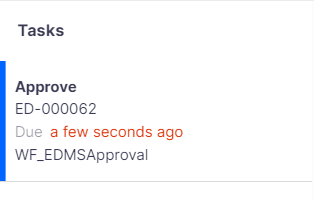 Tasks
Approve
ED-000062
Due a few seconds ago
WF_EDMSApproval